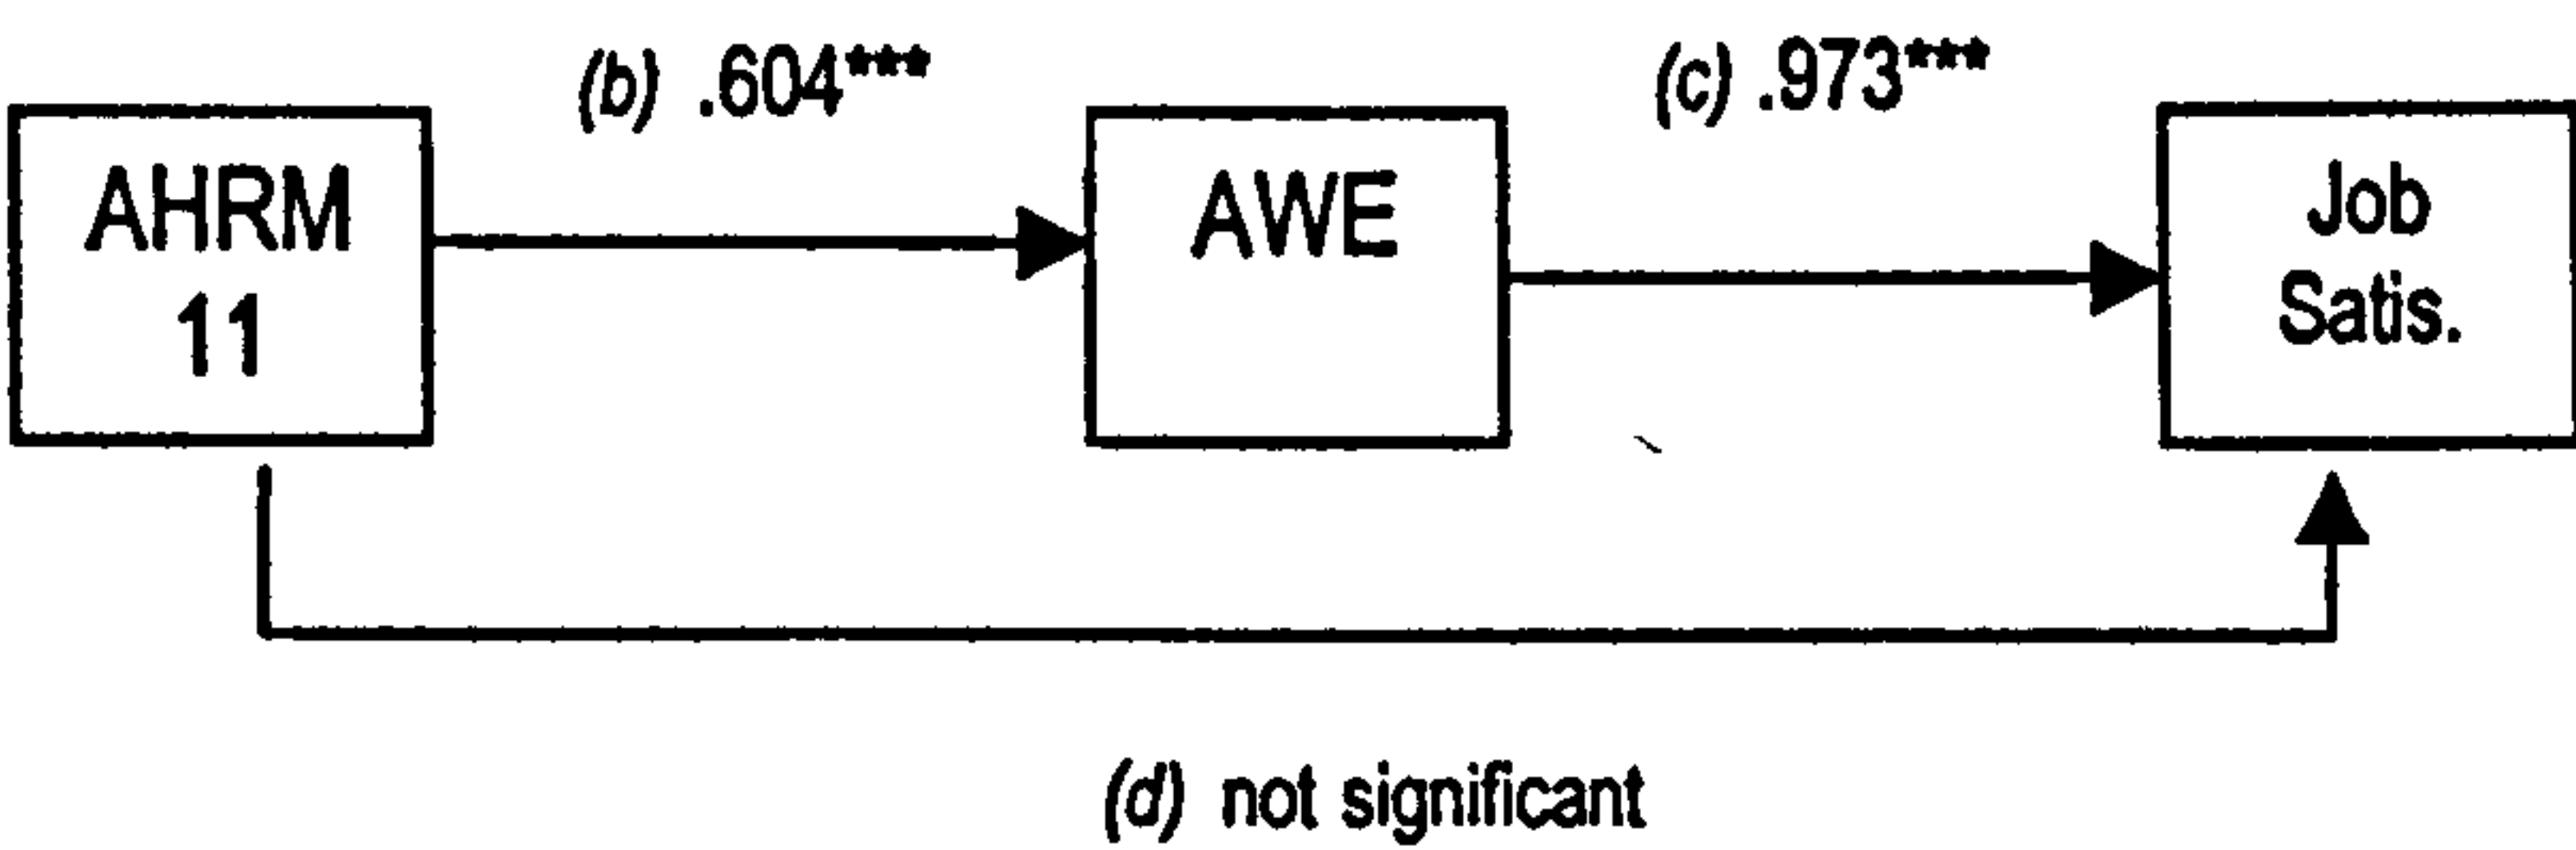 (b) .604***
(c) .973***
AHRM
11
AWE
Job
Satis.
(d) not significant